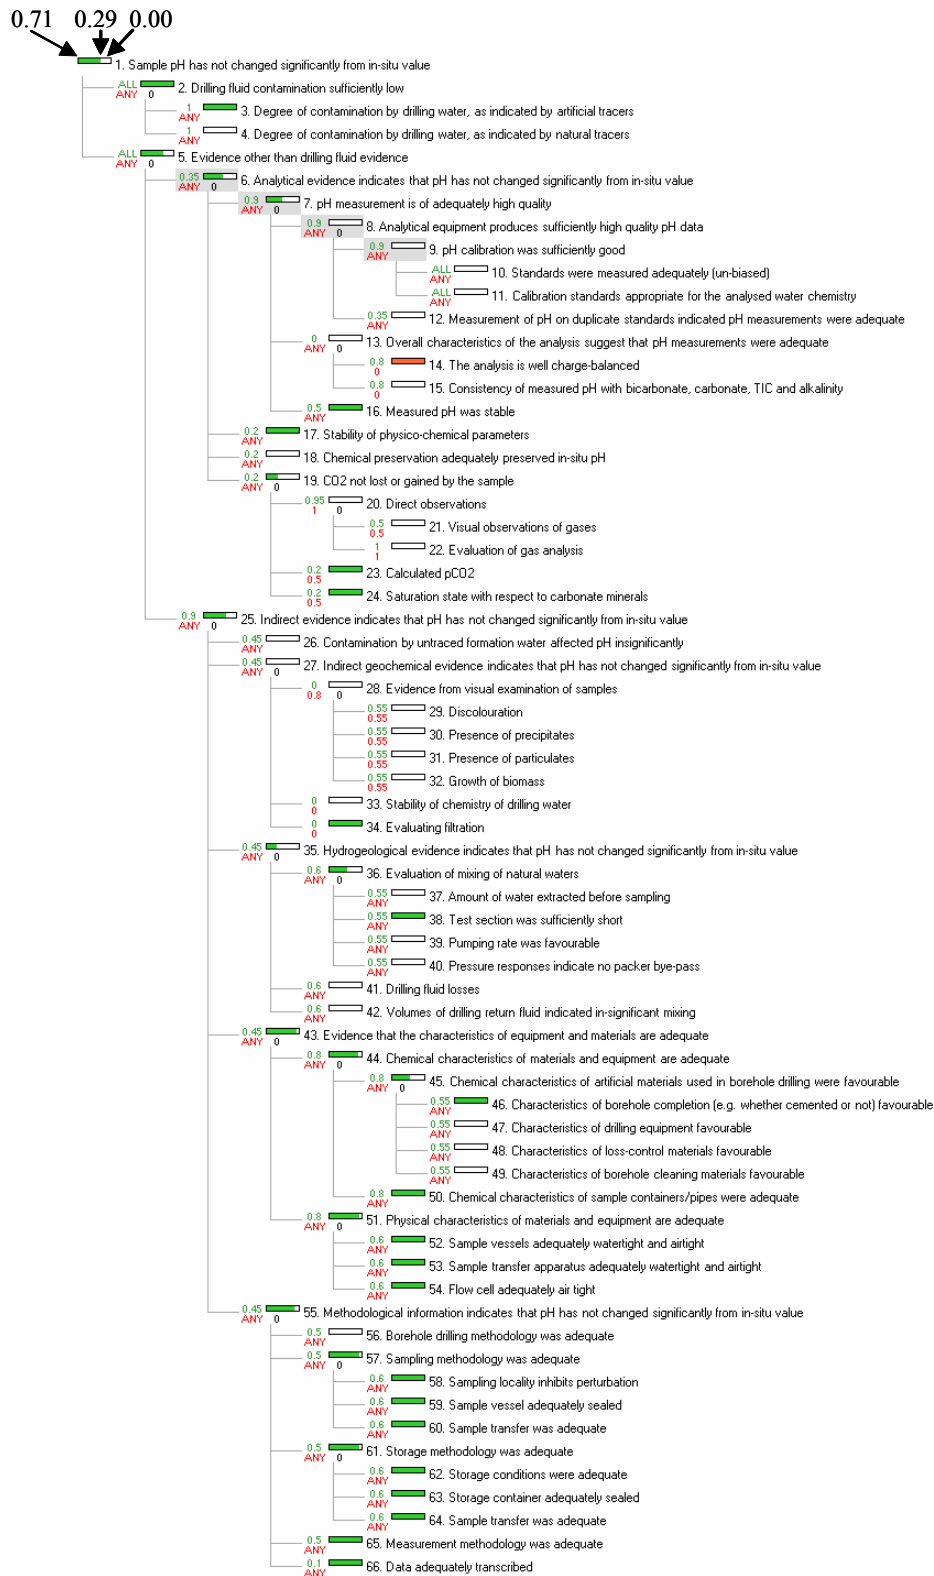 0.71 0.29 0.00
1. Sample pH has not changed significantly from in-situ value
ALL
ANY 0 2. Drilling fluid contamination sufficiently low
1
ANY 3. Degree of contamination by drilling water, as indicated by artificial tracers
1
ANY 4. Degree of contamination by drilling water, as indicated by natural tracers
ALL
ANY 0 5. Evidence other than drilling fluid evidence
0.35
ANY 0 6. Analytical evidence indicates that pH has not changed significantly from in-situ value
0.9
ANY 0 7. pH measurement is of adequately high quality
0.9
ANY 0 8. Analytical equipment produces sufficiently high quality pH data
0.9
ANY 9. pH calibration was sufficiently good
ALL
ANY 10. Standards were measured adequately (un-biased)
ALL
ANY 11. Calibration standards appropriate for the analysed water chemistry
0.35
ANY 12. Measurement of pH on duplicate standards indicated pH measurements were adequate
0
ANY 0 13. Overall characteristics of the analysis suggest that pH measurements were adequate
0.8
0 14. The analysis is well charge-balanced
0.8
0 15. Consistency of measured pH with bicarbonate, carbonate, TIC and alkalinity
0.5
ANY 16. Measured pH was stable
0.2
ANY 17. Stability of physico-chemical parameters
0.2
ANY 18. Chemical preservation adequately preserved in-situ pH
0.2
ANY 0 19. CO2 not lost or gained by the sample
0.95
1 0 20. Direct observations
0.5
0.5 21. Visual observations of gases
1
1 22. Evaluation of gas analysis
0.2
0.5 23. Calculated pCO2
0.2
0.5 24. Saturation state with respect to carbonate minerals
0.9
ANY 0 25. Indirect evidence indicates that pH has not changed significantly from in-situ value
0.45
ANY 26. Contamination by untraced formation water affected pH insignificantly
0.45
ANY 0 27. Indirect geochemical evidence indicates that pH has not changed significantly from in-situ value
0
0.8 0 28. Evidence from visual examination of samples
0.55
0.55 29. Discolouration
0.55
0.55 30. Presence of precipitates
0.55
0.55 31. Presence of particulates
0.55
0.55 32. Growth of biomass
0
0 33. Stability of chemistry of drilling water
0
0 34. Evaluating filtration
0.45
ANY 0 35. Hydrogeological evidence indicates that pH has not changed significantly from in-situ value
0.6
ANY 0 36. Evaluation of mixing of natural waters
0.55
ANY 37. Amount of water extracted before sampling
0.55
ANY 38. Test section was sufficiently short
0.55
ANY 39. Pumping rate was favourable
0.55
ANY 40. Pressure responses indicate no packer bye-pass
0.6
ANY 41. Drilling fluid losses
0.6
ANY 42. Volumes of drilling return fluid indicated in-significant mixing
0.45
ANY 0 43. Evidence that the characteristics of equipment and materials are adequate
0.8
ANY 0 44. Chemical characteristics of materials and equipment are adequate
0.8
ANY 0 45. Chemical characteristics of artificial materials used in borehole drilling were favourable
0.55
ANY 46. Characteristics of borehole completion (e.g. whether cemented or not) favourable
0.55
ANY 47. Characteristics of drilling equipment favourable
0.55
ANY 48. Characteristics of loss-control materials favourable
0.55
ANY 49. Characteristics of borehole cleaning materials favourable
0.8
ANY 50. Chemical characteristics of sample containers/pipes were adequate
0.8
ANY 0 51. Physical characteristics of materials and equipment are adequate
0.6
ANY 52. Sample vessels adequately watertight and airtight
0.6
ANY 53. Sample transfer apparatus adequately watertight and airtight
0.6
ANY 54. Flow cell adequately air tight
0.45
ANY 0 55. Methodological information indicates that pH has not changed significantly from in-situ value
0.5
ANY 56. Borehole drilling methodology was adequate
0.5
ANY 0 57. Sampling methodology was adequate
0.6
ANY 58. Sampling locality inhibits perturbation
0.6
ANY 59. Sample vessel adequately sealed
0.6
ANY 60. Sample transfer was adequate
0.5
ANY 0 61. Storage methodology was adequate
0.6
ANY 62. Storage conditions were adequate
0.6
ANY 63. Storage container adequately sealed
0.6
ANY 64. Sample transfer was adequate
0.5
ANY 65. Measurement methodology was adequate
0.1
ANY 66. Data adequately transcribed